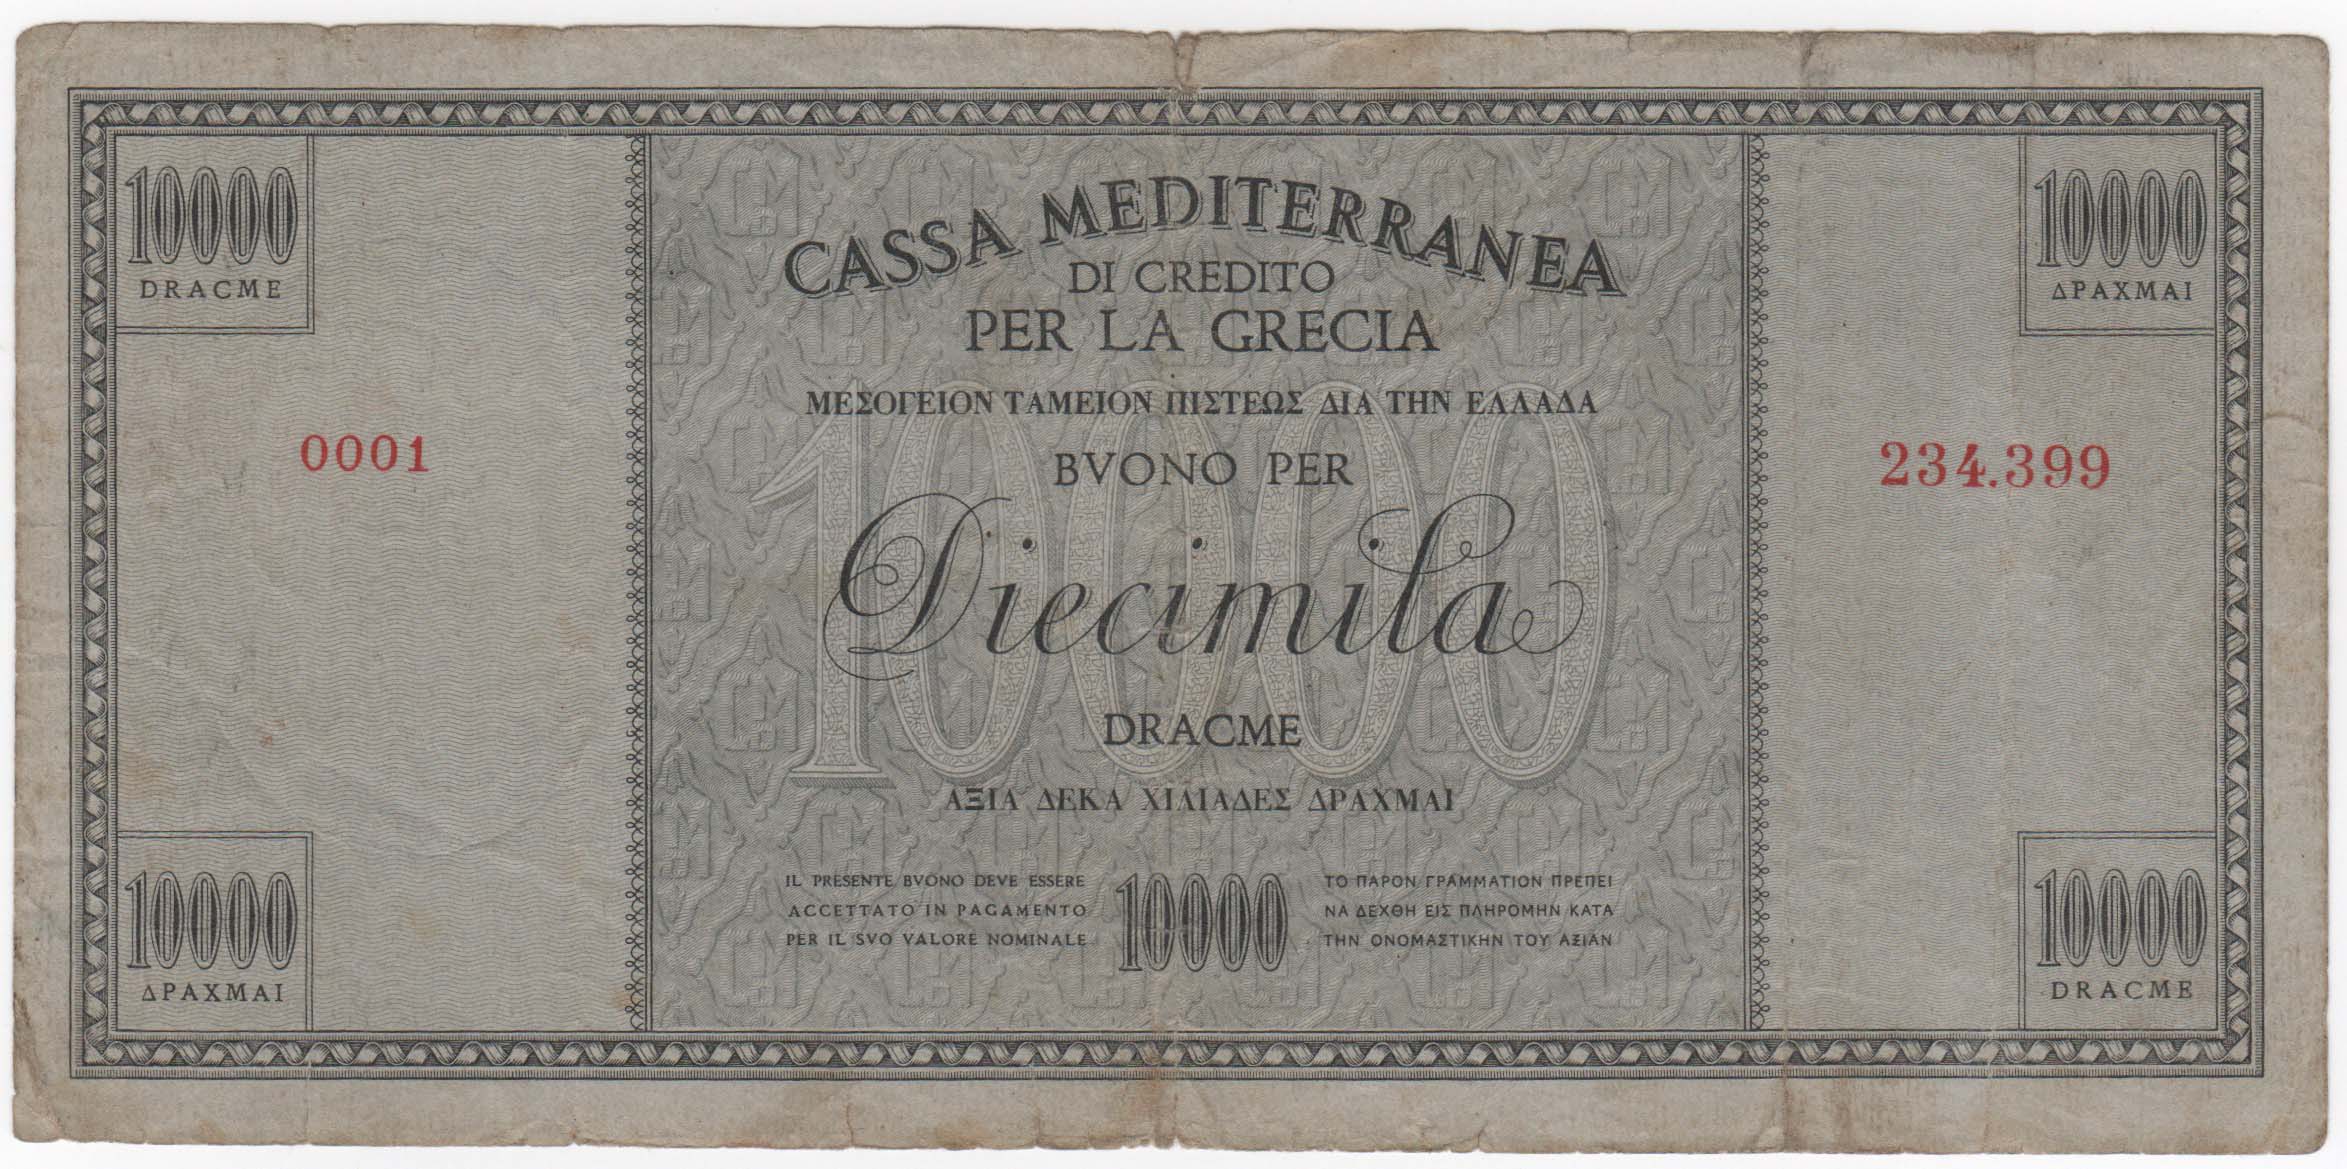 10000
DRACME
10000
ΔΡΑΧΜΑΙ
CASSA MEDITERRANEA
DI CREDITO
PER LA GRECIA
ΜΕΣΟΓΕΙΟΝ ΤΑΜΕΙΟΝ ΠΙΣΤΕΩΣ ΔΙΑ ΤΗΝ ΕΛΛΑΔΑ
0001
234.399
BVONO PER
10000
Diecimila
DRACME
ΑΞΙΑ ΔΕΚΑ ΧΙΛΙΑΔΕΣ ΔΡΑΧΜΑΙ
IL PRESENTE BVONO DEVE ESSERE
ACCETTATO IN PAGAMENTO
PER IL SVO VALORE NOMINALE
10000
ΤΟ ΠΑΡΟΝ ΓΡΑΜΜΑΤΙΟΝ ΠΡΕΠΕΙ
ΝΑ ΔΕΧΘΗ ΕΙΣ ΠΛΗΡΟΜΗΝ ΚΑΤΑ
ΤΗΝ ΟΝΟΜΑΣΤΙΚΗΝ ΤΟΥ ΑΞΙΑΝ
10000
ΔΡΑΧΜΑΙ
10000
DRACME